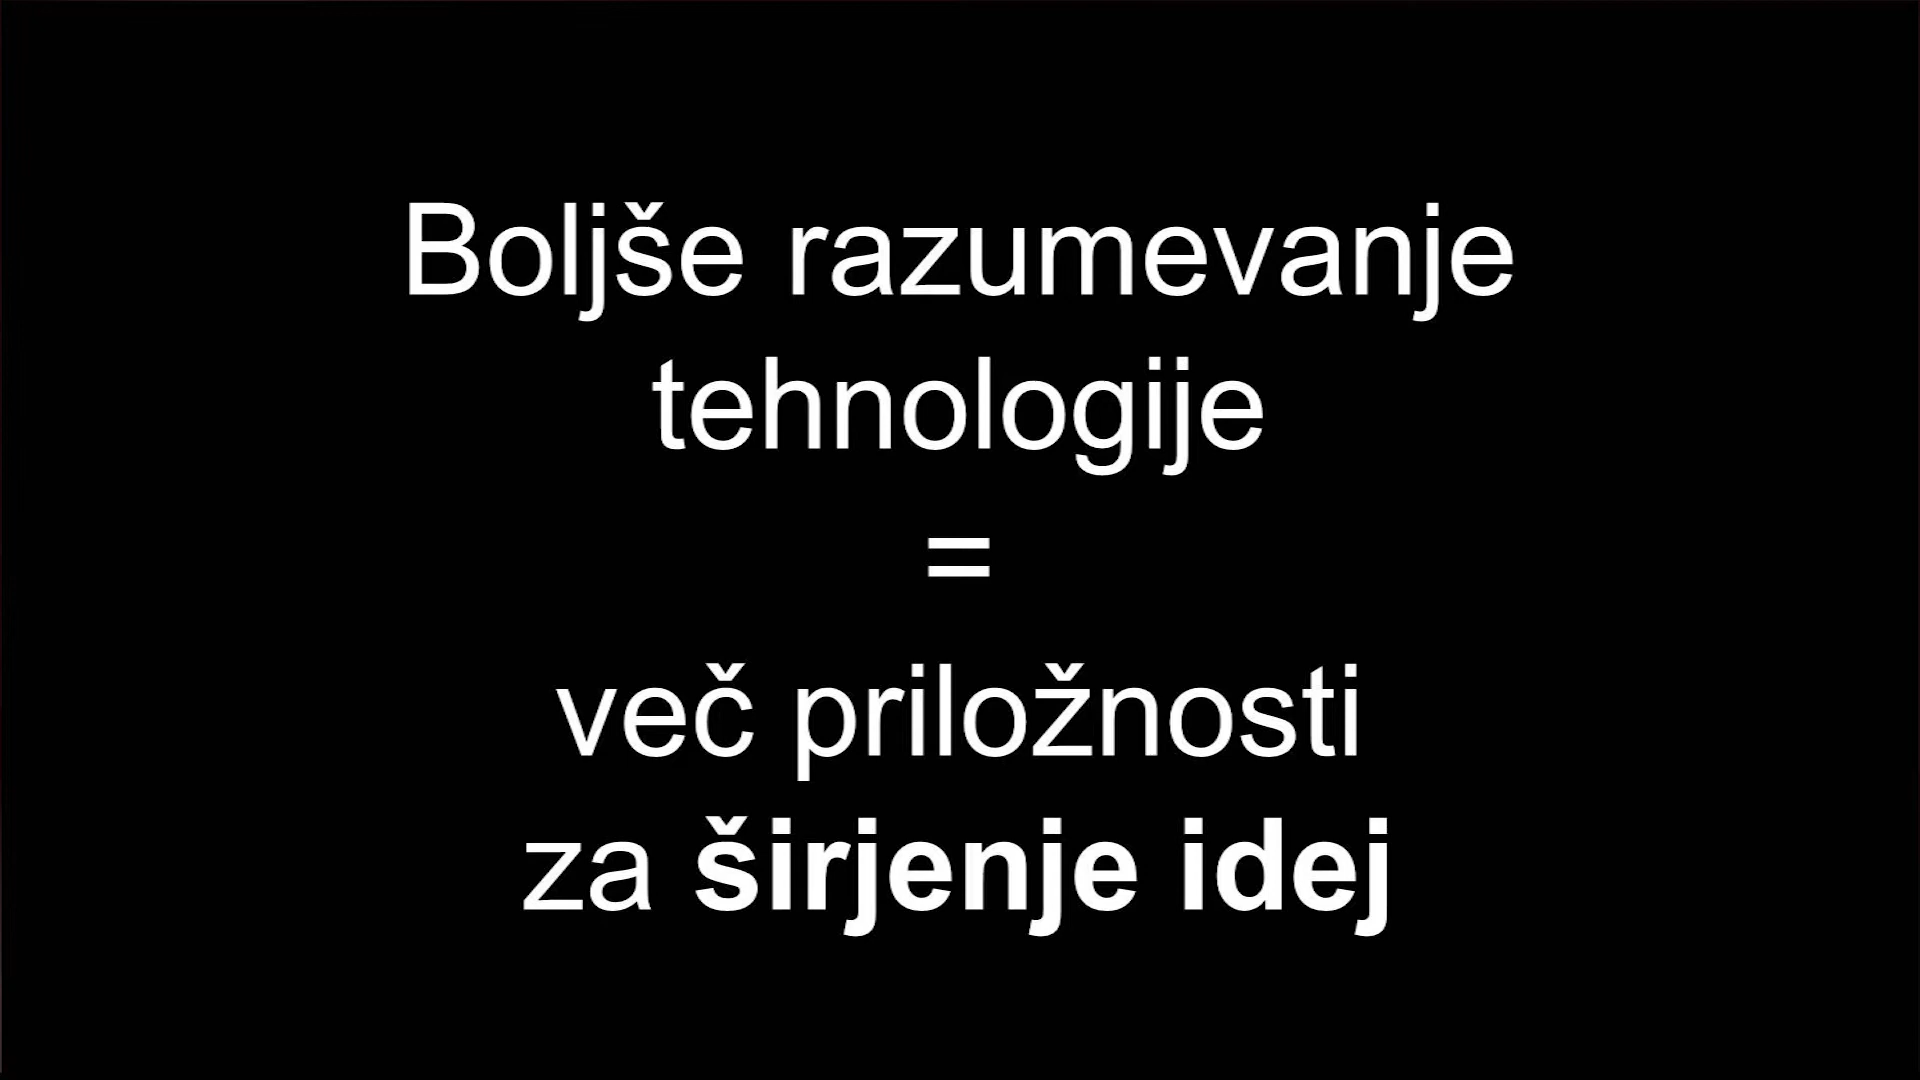 Boljše razumevanje
tehnologije
=
več priložnosti
za širjenje idej